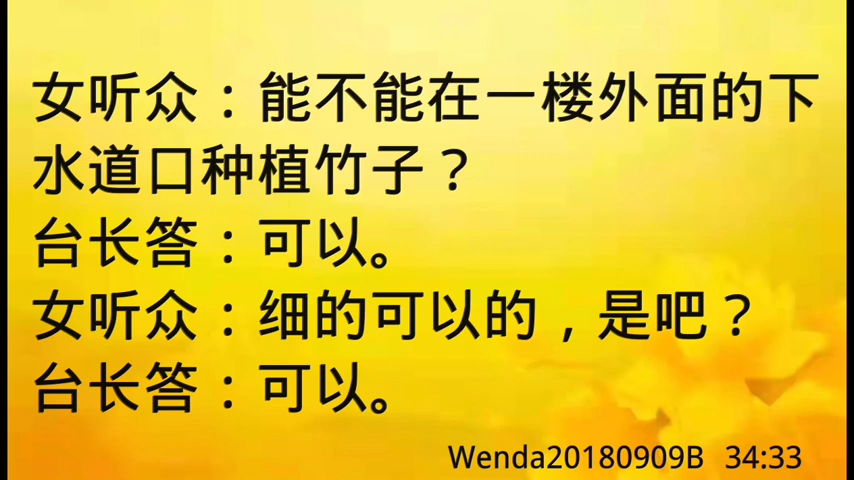 女听众：能不能在一楼外面的下
水道口种植竹子？
台长答：可以。
女听众：细的可以的，是吧？
台长答：可以。
Wenda20180909B 34:33